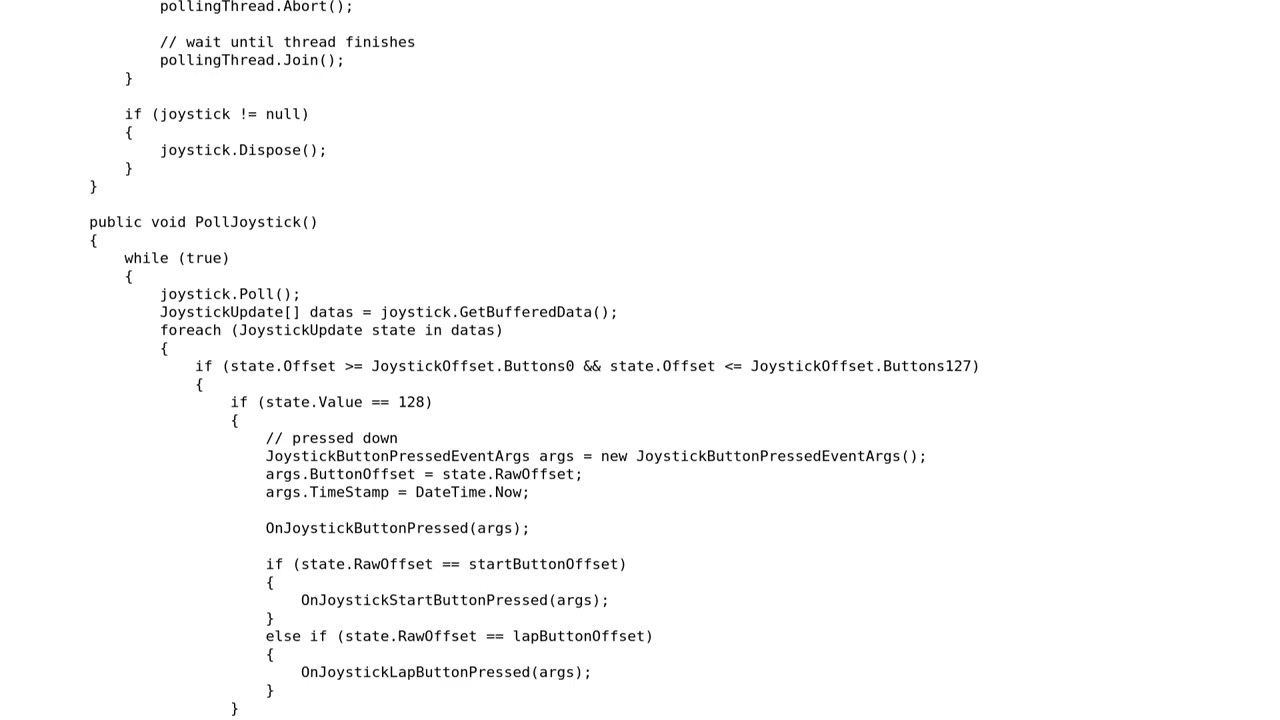 pollingThread.Abort();
// wait until thread finishes
pollingThread.Join();
}
if (joystick != null)
{
joystick.Dispose();
}
}
public void PollJoystick()
{
while (true)
{
joystick.Poll();
JoystickUpdate[] datas = joystick.GetBufferedData();
foreach (JoystickUpdate state in datas)
{
if (state.Offset >= JoystickOffset.Buttons0 && state.Offset <= JoystickOffset.Buttons127)
{
if (state.Value == 128)
{
// pressed down
JoystickButtonPressedEventArgs args = new JoystickButtonPressedEventArgs();
args.ButtonOffset = state.RawOffset;
args.TimeStamp = DateTime.Now;
OnJoystickButtonPressed(args);
if (state.RawOffset == startButtonOffset)
{
OnJoystickStartButtonPressed(args);
}
else if (state.RawOffset == lapButtonOffset)
{
OnJoystickLapButtonPressed(args);
}
}